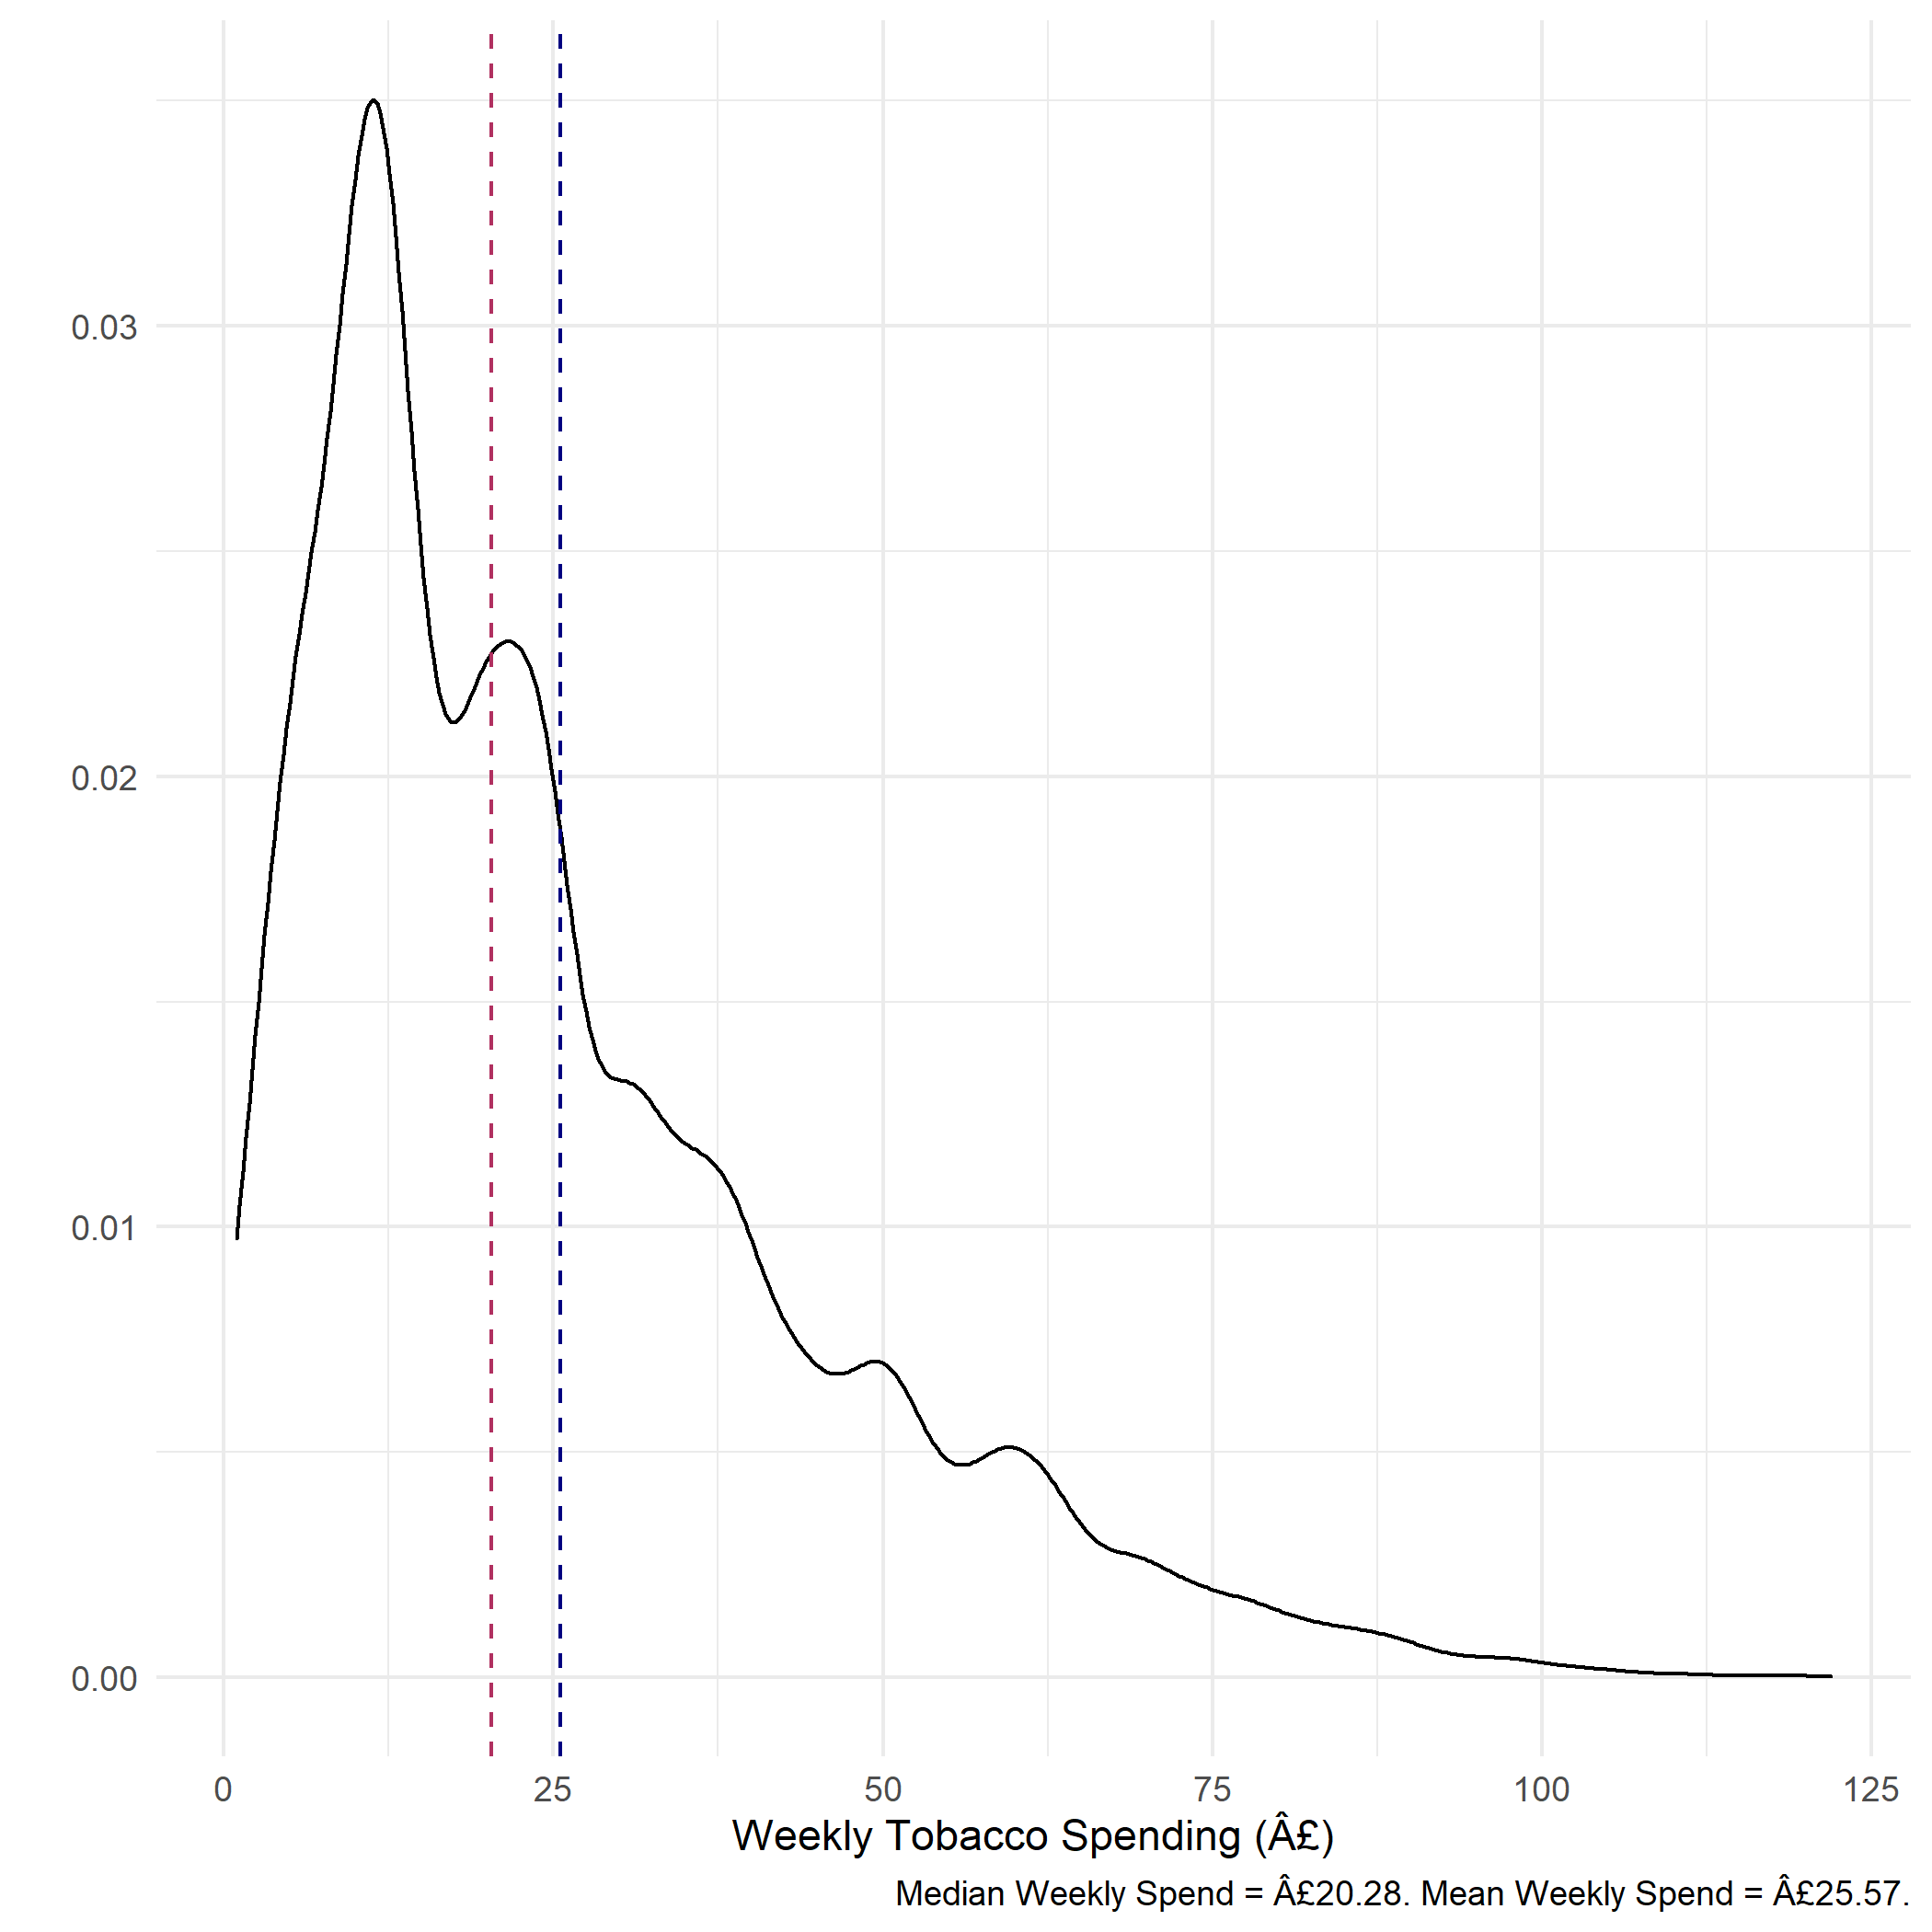 0.03
0.02
0.01
0.00
0 25 50 75 100 125
Weekly Tobacco Spending (Â£)
Median Weekly Spend = Â£20.28. Mean Weekly Spend = Â£25.57.